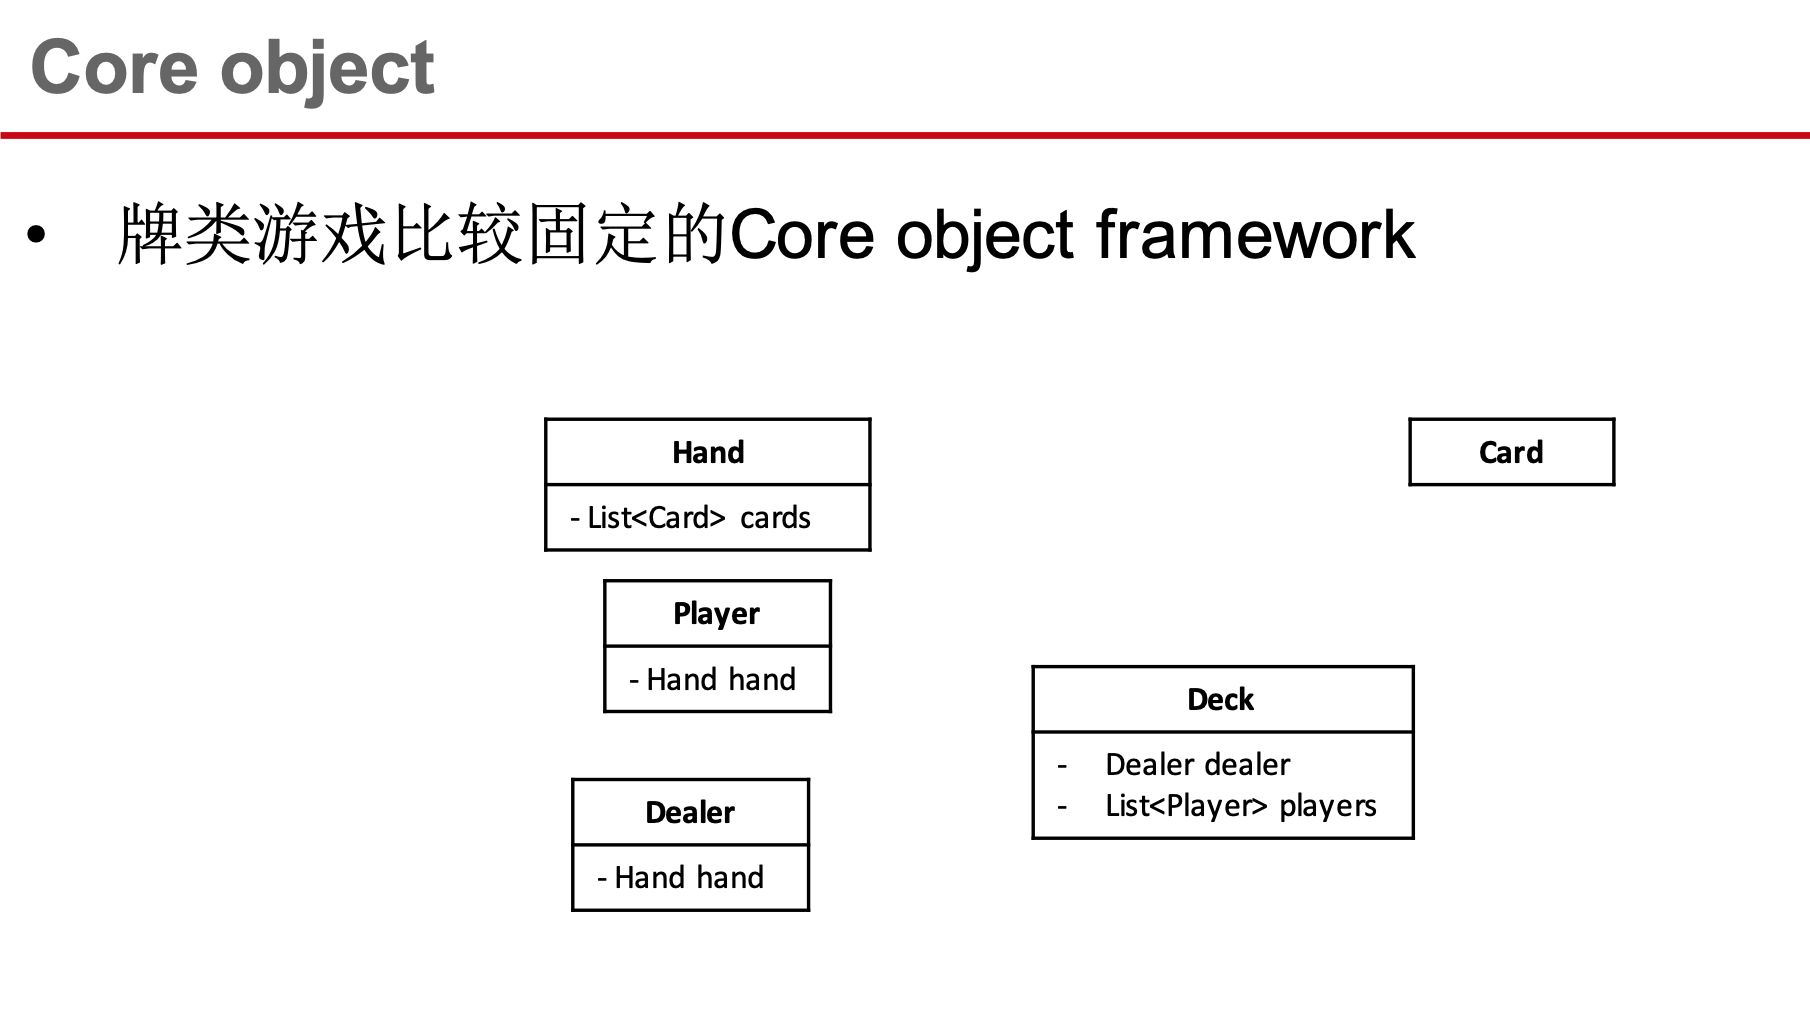 Core object
• 牌类游戏比较固定的Core object framework
Hand
- List<Card> cards
Card
Player
- Hand hand
Deck
- Dealer dealer
- List<Player> players
Dealer
- Hand hand